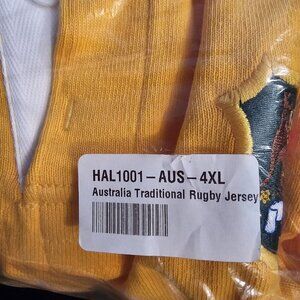 HAL1001-AUS-4XL
Australia Traditional Rugby Jersey